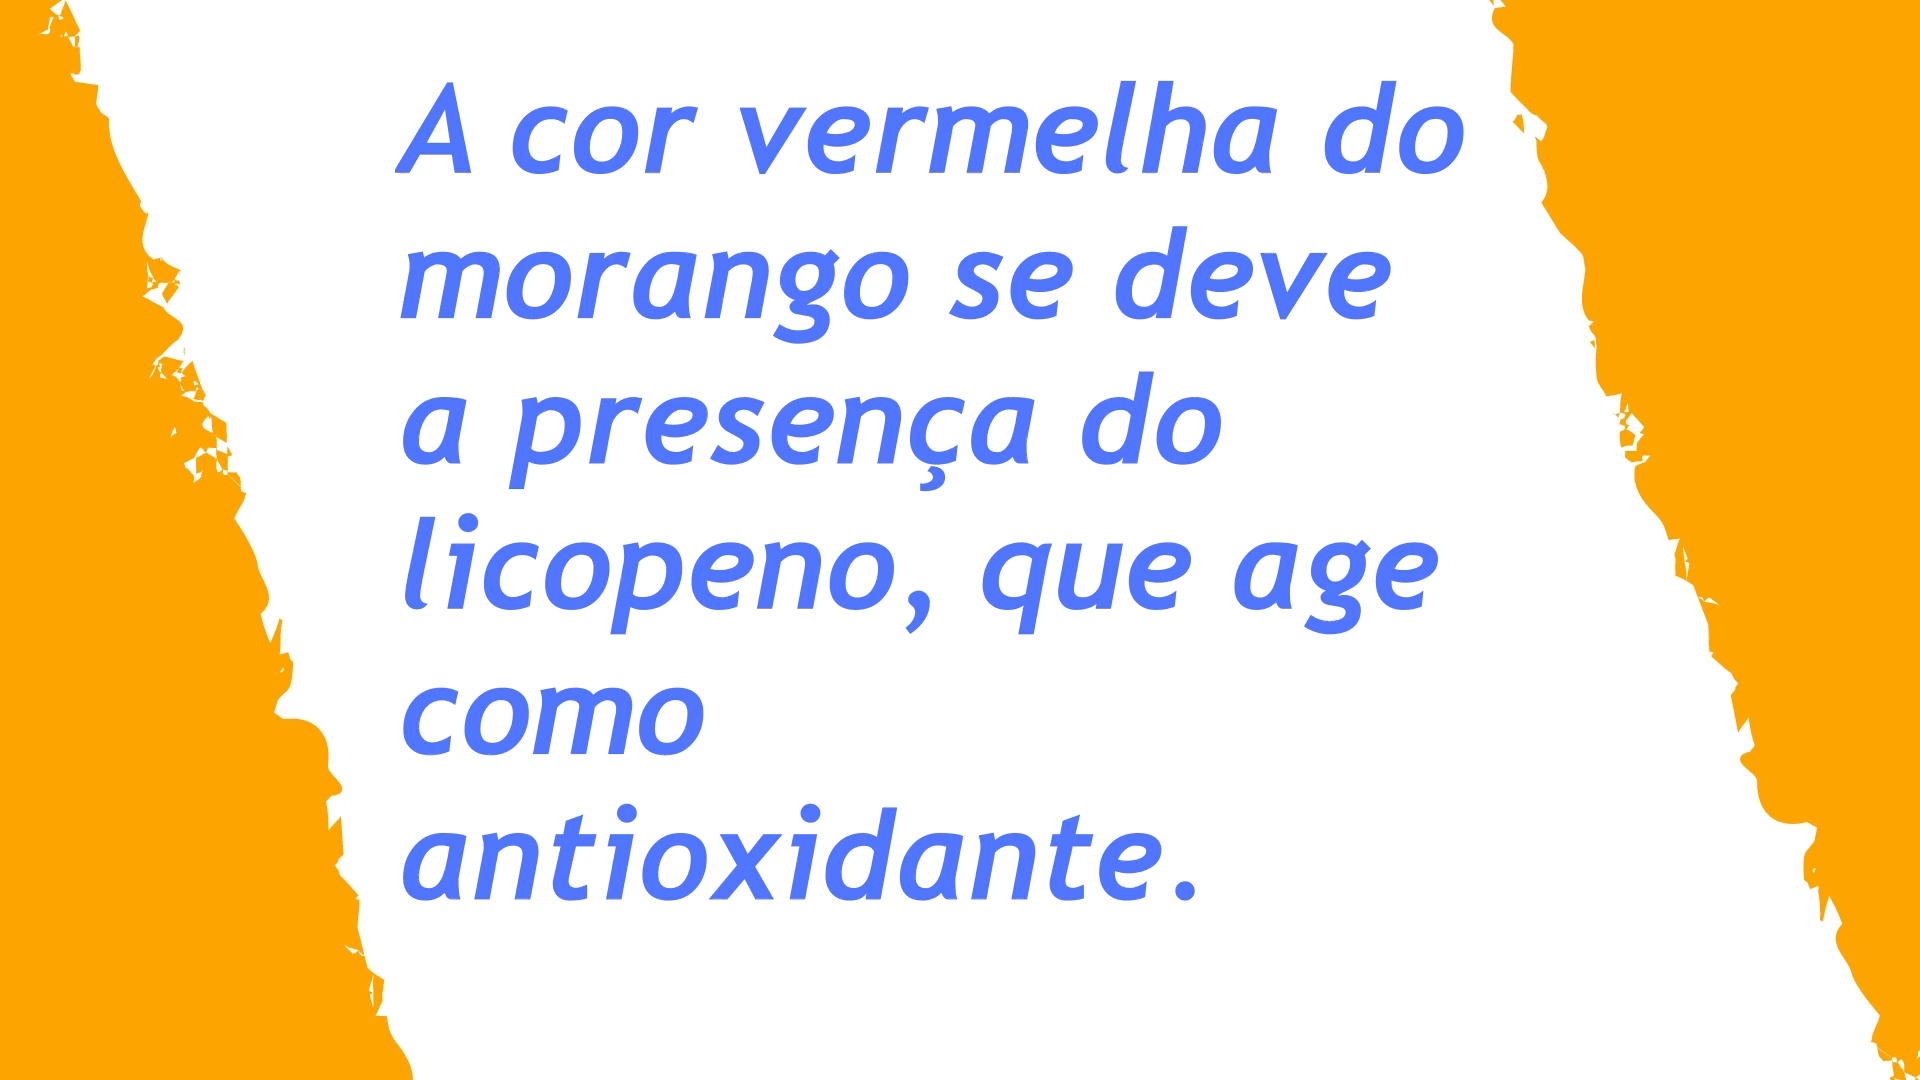 A cor vermelha do
morango se deve
a presença do
licopeno, que age
como
antioxidante.